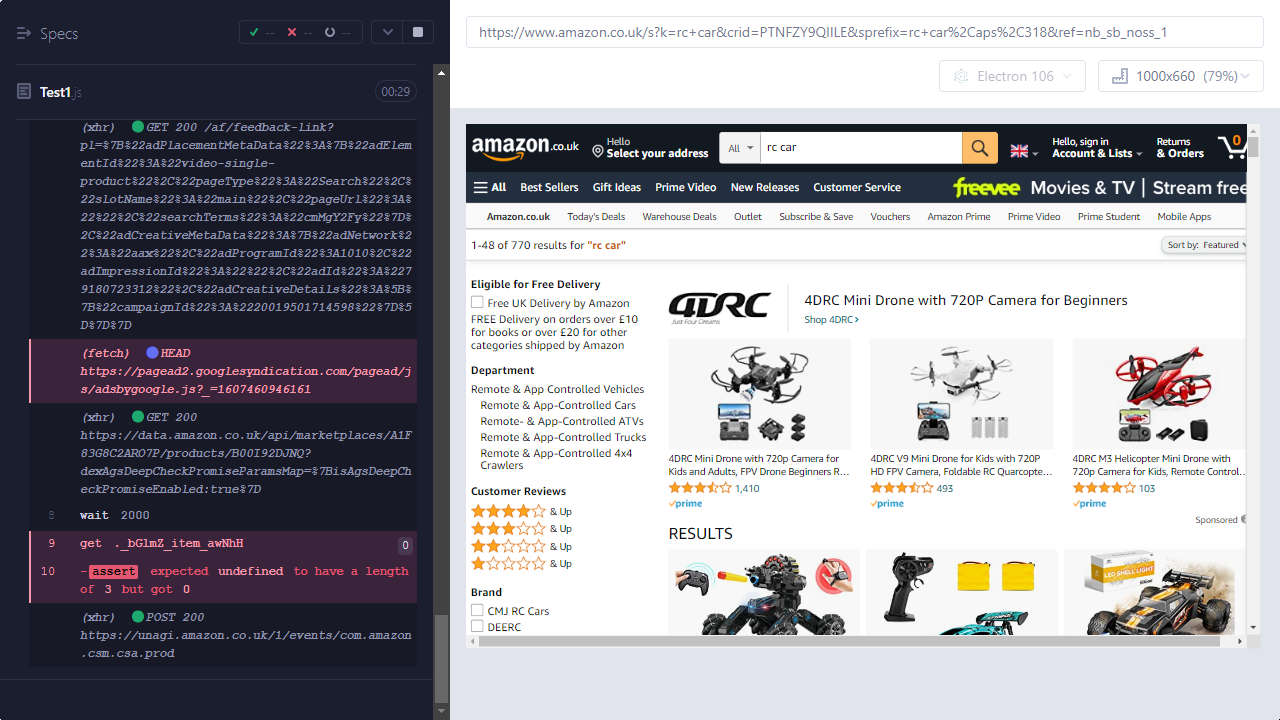 Specs
--
--
--
Test1.js
00:29
(xhr) GET 200 /af/feedback-link?
pl=%7B%22adPlacementMetaData%22%3A%7B%22adElem
entId%22%3A%22video-single-
product%22%2C%22pageType%22%3A%22Search%22%2C%
22slotName%22%3A%22main%22%2C%22pageUrl%22%3A%
22%22%2C%22searchTerms%22%3A%22cmMgY2Fy%22%7D%
2C%22adCreativeMetaData%22%3A%7B%22adNetwork%2
2%3A%22aax%22%2C%22adProgramId%22%3A1010%2C%22
adImpressionId%22%3A%22%22%2C%22adId%22%3A%227
9180723312%22%2C%22adCreativeDetails%22%3A%5B%
7B%22campaignId%22%3A%22200195017145​98%22%7D%5
D%7D%7D
(fetch) HEAD
https://pagead2.googlesyndication.com/pagead/j
s/adsbygoogle.js?_=1607460946161
(xhr) GET 200
https://data.amazon.co.uk/api/marketplaces/A1F
83G8C2ARO7P/products/B00I92DJNQ?
dexAgsDeepCheckPromiseParamsMap=%7BisAgsDeepCh
eckPromiseEnabled:true%7D
8 wait 2000
9 get ._bGlmZ_item_awNhH 0
10 -assert expected undefined to have a length
of 3 but got 0
(xhr) POST 200
https://unagi.amazon.co.uk/1/events/com.amazon
.csm.csa.prod
https://www.amazon.co.uk/s?k=rc+car&crid=PTNFZY9QIILE&sprefix=rc+car%2Caps%2C318&ref=nb_sb_noss_1
Electron 106
1000x660 (79%)
amazon.co.uk
Hello
Select your address
All
rc car
Hello, sign in
Account & Lists
Returns
& Orders
0
All Best Sellers Gift Ideas Prime Video New Releases Customer Service
freevee Movies & TV | Stream free
Amazon.co.uk Today's Deals Warehouse Deals Outlet Subscribe & Save Vouchers Amazon Prime Prime Video Prime Student Mobile Apps
1-48 of 770 results for "rc car"
Sort by: Featured
Eligible for Free Delivery
Free UK Delivery by Amazon
FREE Delivery on orders over £10
for books or over £20 for other
categories shipped by Amazon
Department
Remote & App Controlled Vehicles
Remote & App-Controlled Cars
Remote- & App-Controlled ATVs
Remote & App-Controlled Trucks
Remote & App-Controlled 4x4
Crawlers
Customer Reviews
& Up
& Up
& Up
& Up
Brand
CMJ RC Cars
DEERC
4DRC
Just Four Dreams
4DRC Mini Drone with 720P Camera for Beginners
Shop 4DRC›
4DRC Mini Drone with 720p Camera for
Kids and Adults, FPV Drone Beginners R...
1,410
prime
4DRC V9 Mini Drone for Kids with 720P
HD FPV Camera, Foldable RC Quarcopte...
493
prime
4DRC M3 Helicopter Mini Drone with
720p Camera for Kids, Remote Control...
103
prime
Sponsored
RESULTS
LED SHELL LIGHT